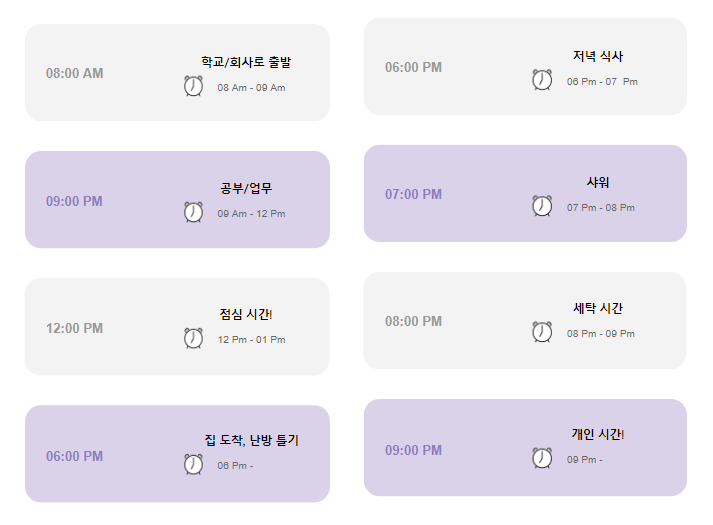 08:00 AM
학교/회사로 출발
08 Am - 09 Am
09:00 PM
공부/업무
09 Am - 12 Pm
12:00 PM
점심 시간!
12 Pm - 01 Pm
06:00 PM
집 도착, 난방 틀기
06 Pm -
06:00 PM
저녁 식사
06 Pm - 07 Pm
07:00 PM
샤워
07 Pm - 08 Pm
08:00 PM
세탁 시간
08 Pm - 09 Pm
09:00 PM
개인 시간!
09 Pm -